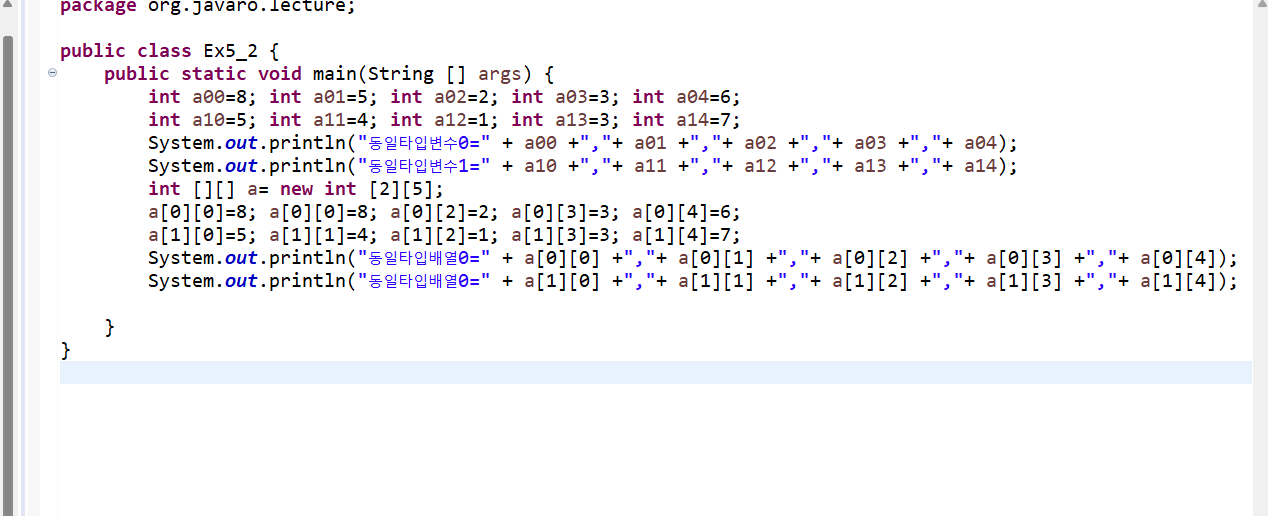 package org.javaro.lecture;
public class Ex5_2 {
public static void main(String [] args) {
int a00=8; int a01=5; int a02=2; int a03=3; int a04=6;
int a10=5; int a11=4; int a12=1; int a13=3; int a14=7;
System.out.println("동일타입변수0=" + a00 +","+ a01 +","+ a02 +","+ a03 +","+ a04);
System.out.println("동일타입변수1=" + a10 +","+ a11 +","+ a12 +","+ a13 +","+ a14);
int [][] a= new int [2][5];
a[0][0]=8; a[0][0]=8; a[0][2]=2; a[0][3]=3; a[0][4]=6;
a[1][0]=5; a[1][1]=4; a[1][2]=1; a[1][3]=3; a[1][4]=7;
System.out.println("동일타입배열0=" + a[0][0] +","+ a[0][1] +","+ a[0][2] +","+ a[0][3] +","+ a[0][4]);
System.out.println("동일타입배열0=" + a[1][0] +","+ a[1][1] +","+ a[1][2] +","+ a[1][3] +","+ a[1][4]);
}
}